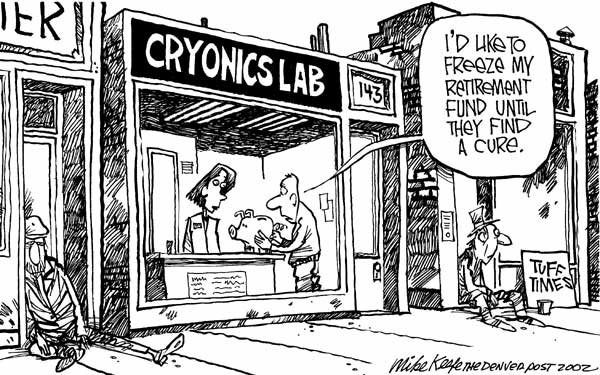 IER
CRYONICS LAB
143
I'D LIKE TO
FREEZE MY
RETIREMENT
FUND UNTIL
THEY FIND
A CURE.
TUFF
TIMES
Mike Keefe THE DENVER POST 2002